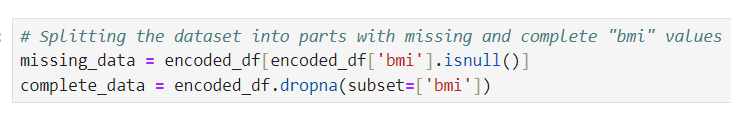 # Splitting the dataset into parts with missing and complete "bmi" values
missing_data = encoded_df[encoded_df['bmi'].isnull()]
complete_data = encoded_df.dropna(subset=['bmi'])